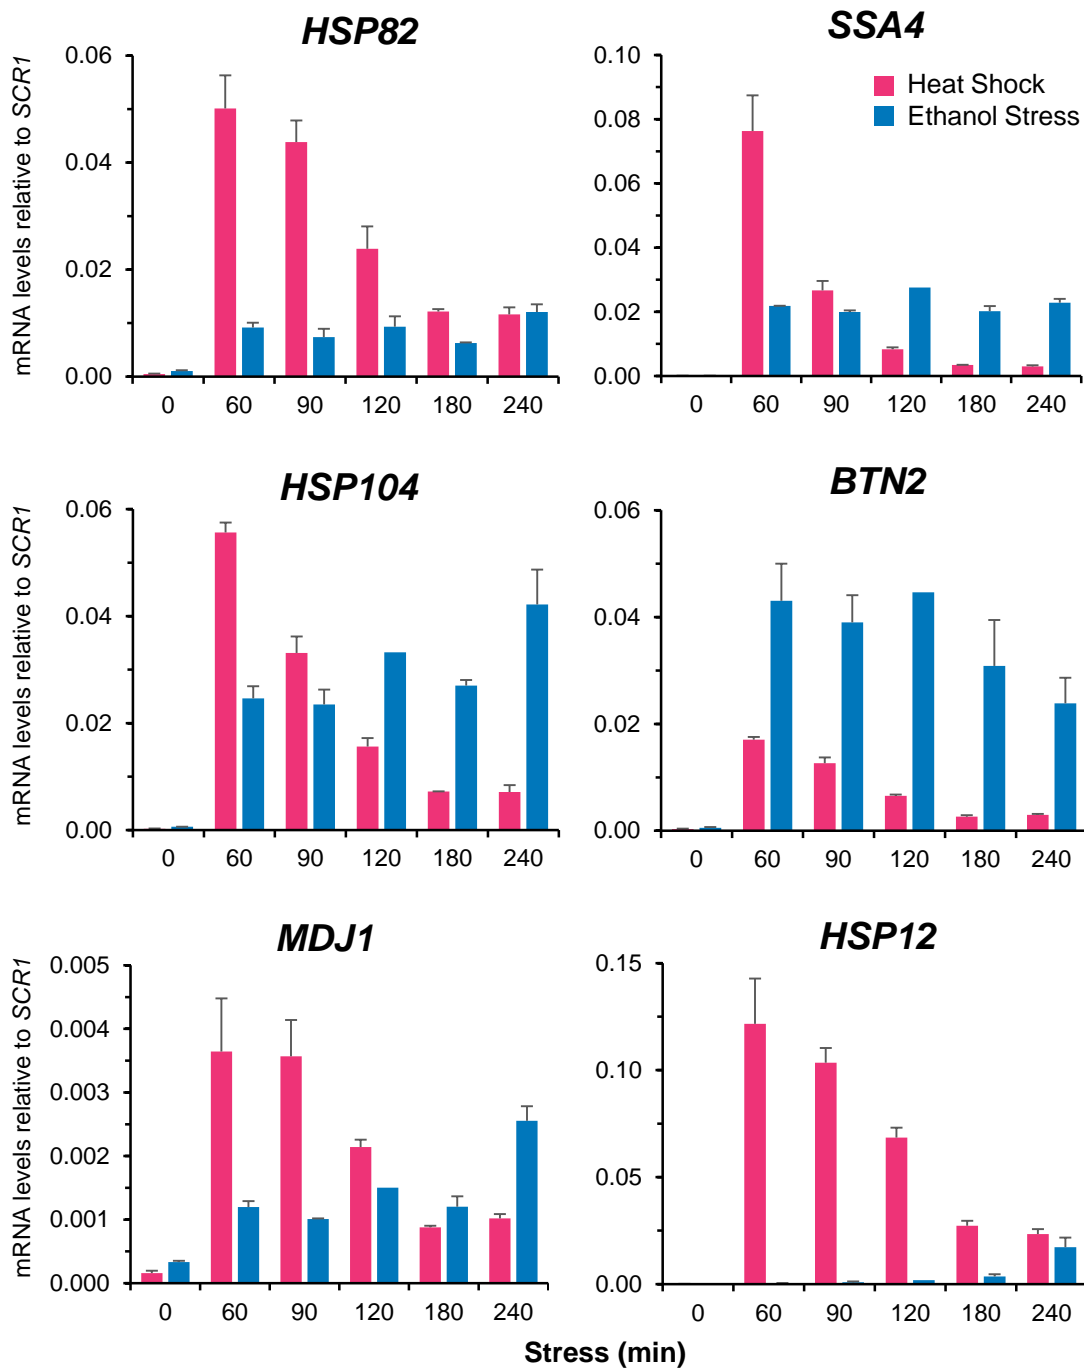 HSP82
mRNA levels relative to SCR1
0.06
0.04
0.02
0.00
0 60 90 120 180 240
SSA4
Heat Shock
Ethanol Stress
0.10
0.08
0.06
0.04
0.02
0.00
0 60 90 120 180 240
HSP104
mRNA levels relative to SCR1
0.06
0.04
0.02
0.00
0 60 90 120 180 240
BTN2
0.06
0.04
0.02
0.00
0 60 90 120 180 240
MDJ1
mRNA levels relative to SCR1
0.005
0.004
0.003
0.002
0.001
0.000
0 60 90 120 180 240
HSP12
0.15
0.10
0.05
0.00
0 60 90 120 180 240
Stress (min)